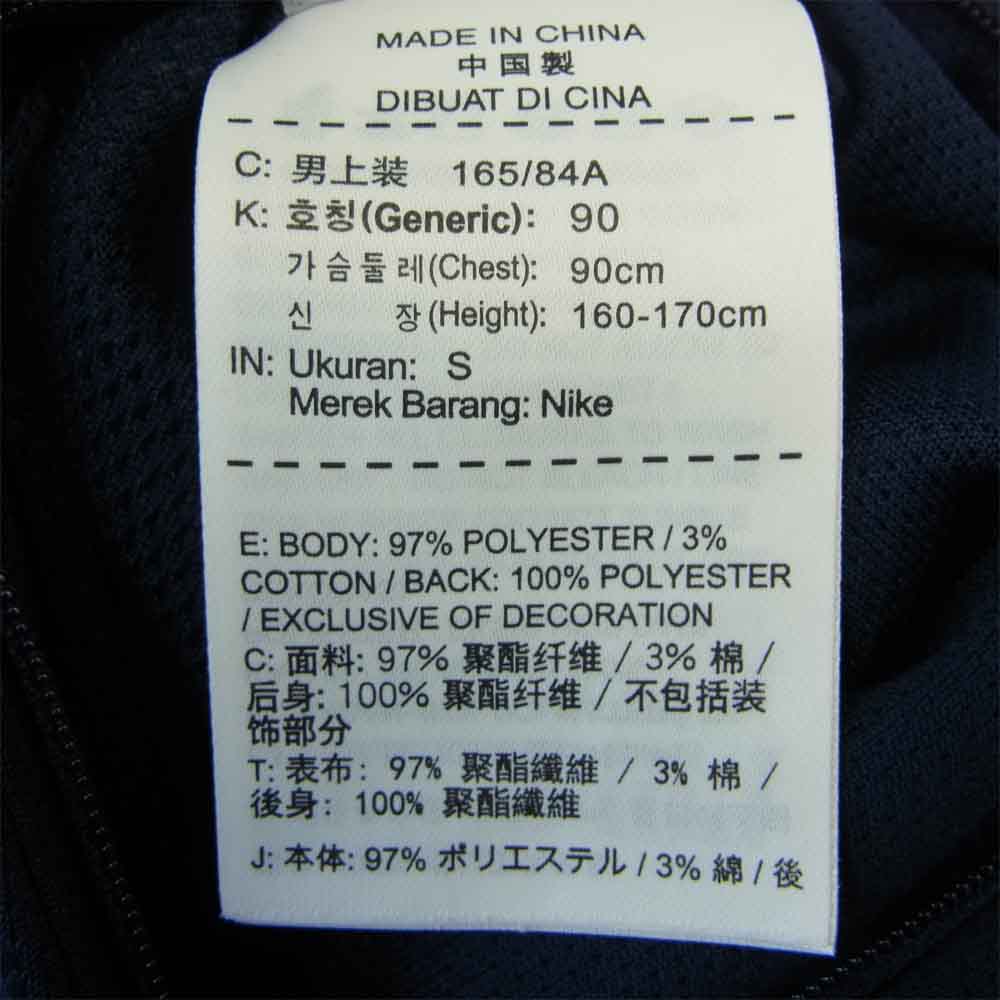 MADE IN CHINA
中国製
DIBUAT DI CINA
C: 男上装 165/84A
K: 호칭(Generic): 90
가슴둘레(Chest): 90cm
신 장(Height): 160-170cm
IN: Ukuran: S
Merek Barang: Nike
E: BODY: 97% POLYESTER / 3%
COTTON / BACK: 100% POLYESTER
/ EXCLUSIVE OF DECORATION
C: 面料: 97% 聚酯纤维 / 3% 棉 /
后身: 100% 聚酯纤维 / 不包括装
饰部分
T: 表布: 97% 聚酯纖維 / 3% 棉 /
後身: 100% 聚酯纖維
J: 本体: 97% ポリエステル / 3% 綿 / 後